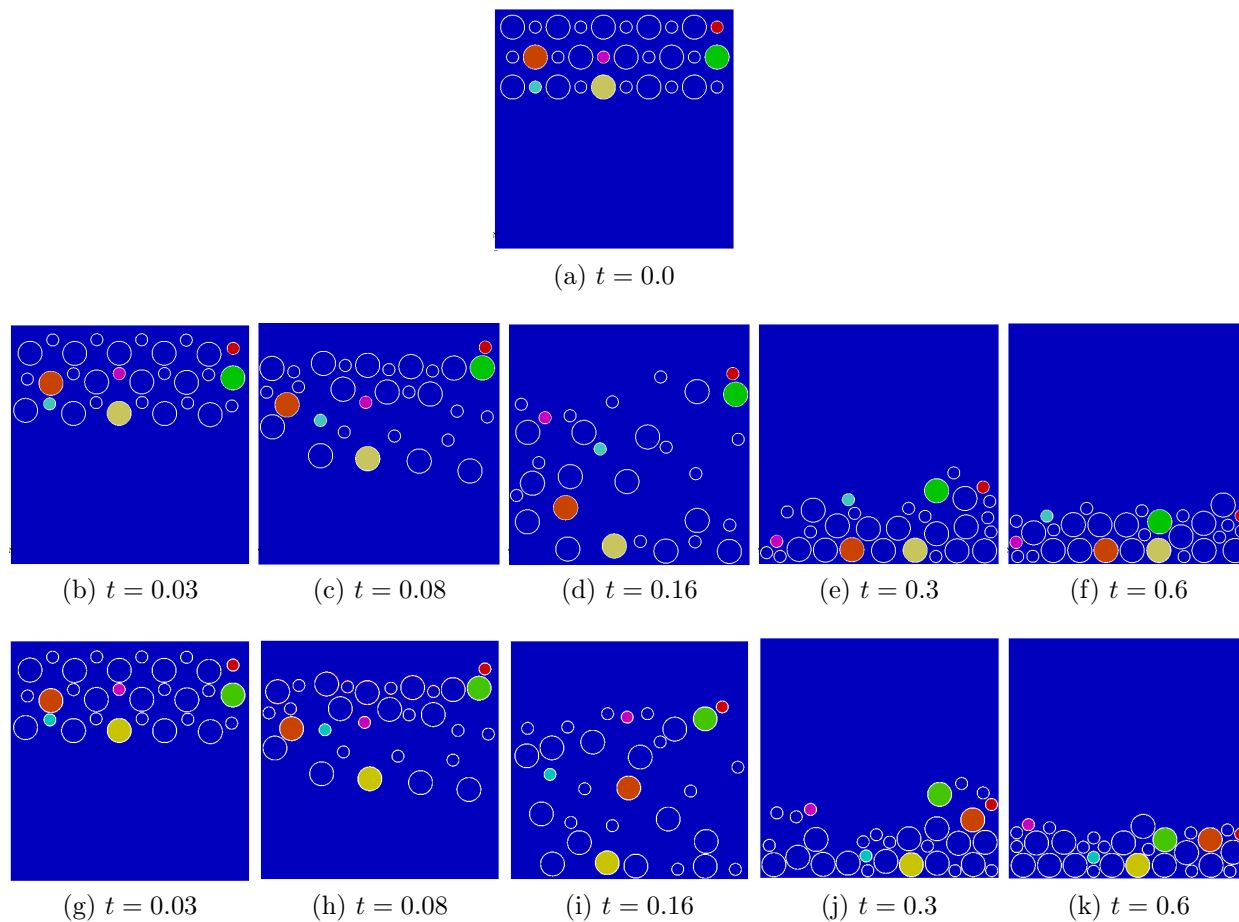 (a) t = 0.0
(b) t = 0.03 (c) t = 0.08 (d) t = 0.16 (e) t = 0.3 (f) t = 0.6
(g) t = 0.03 (h) t = 0.08 (i) t = 0.16 (j) t = 0.3 (k) t = 0.6